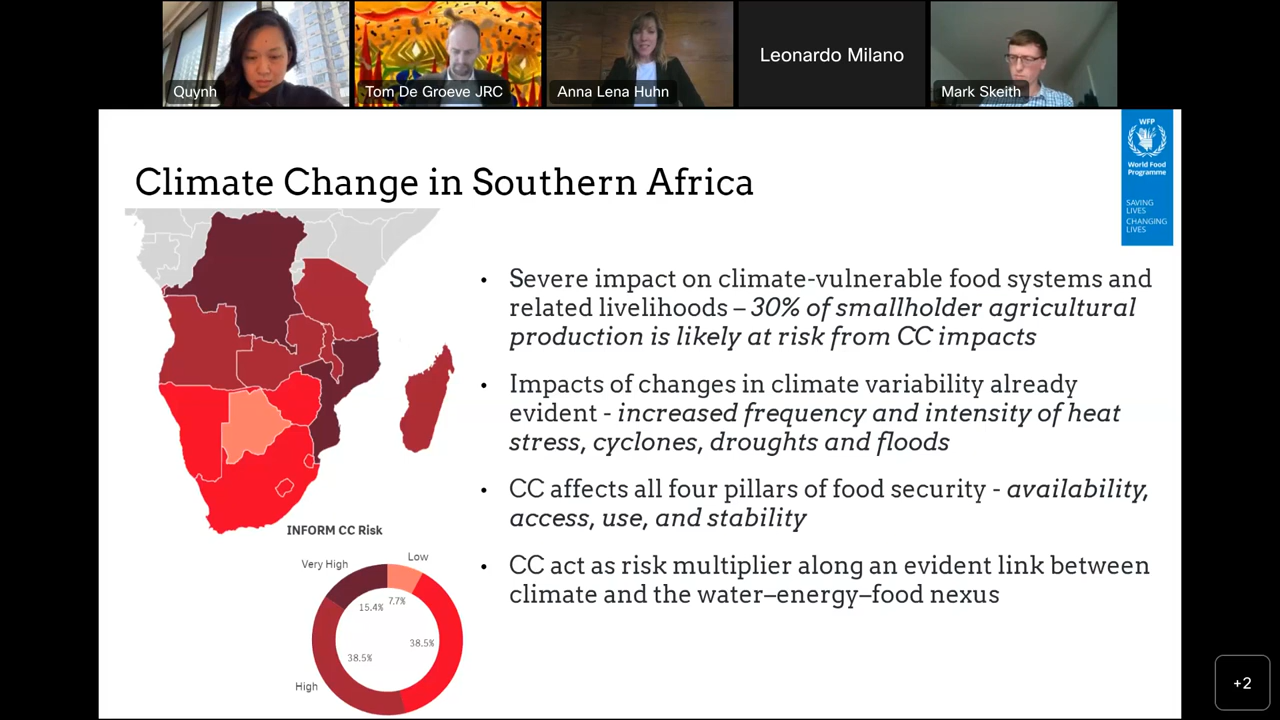 Quynh
Tom De Groeve JRC
Anna Lena Huhn
Leonardo Milano
Mark Skeith
WFP
World Food
Programme
SAVING
LIVES
CHANGING
LIVES
Climate Change in Southern Africa
• Severe impact on climate-vulnerable food systems and
related livelihoods – 30% of smallholder agricultural
production is likely at risk from CC impacts
• Impacts of changes in climate variability already
evident - increased frequency and intensity of heat
stress, cyclones, droughts and floods
• CC affects all four pillars of food security - availability,
access, use, and stability
• CC act as risk multiplier along an evident link between
climate and the water–energy–food nexus
INFORM CC Risk
Low
Very High
7.7%
15.4%
38.5%
38.5%
High
+2